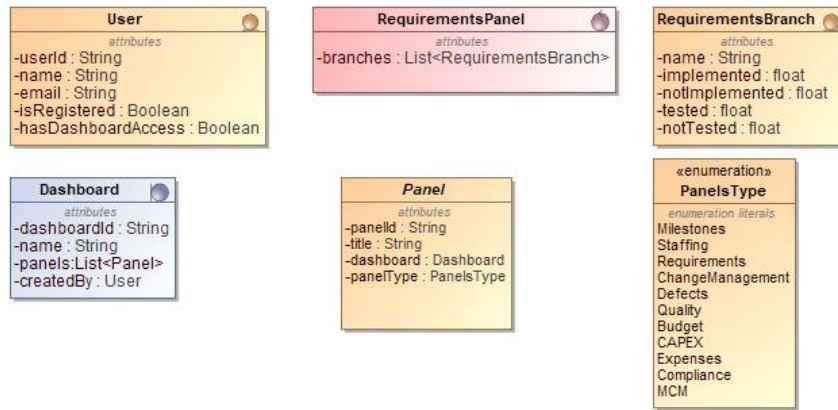 User
attributes
-userId : String
-name : String
-email : String
-isRegistered : Boolean
-hasDashboardAccess : Boolean
RequirementsPanel
attributes
-branches : List<RequirementsBranch>
RequirementsBranch
attributes
-name : String
-implemented : float
-notImplemented : float
-tested : float
-notTested : float
Dashboard
attributes
-dashboardId : String
-name : String
-panels:List<Panel>
-createdBy : User
Panel
attributes
-panelId : String
-title : String
-dashboard : Dashboard
-panelType : PanelsType
«enumeration»
PanelsType
enumeration literals
Milestones
Staffing
Requirements
ChangeManagement
Defects
Quality
Budget
CAPEX
Expenses
Compliance
MCM